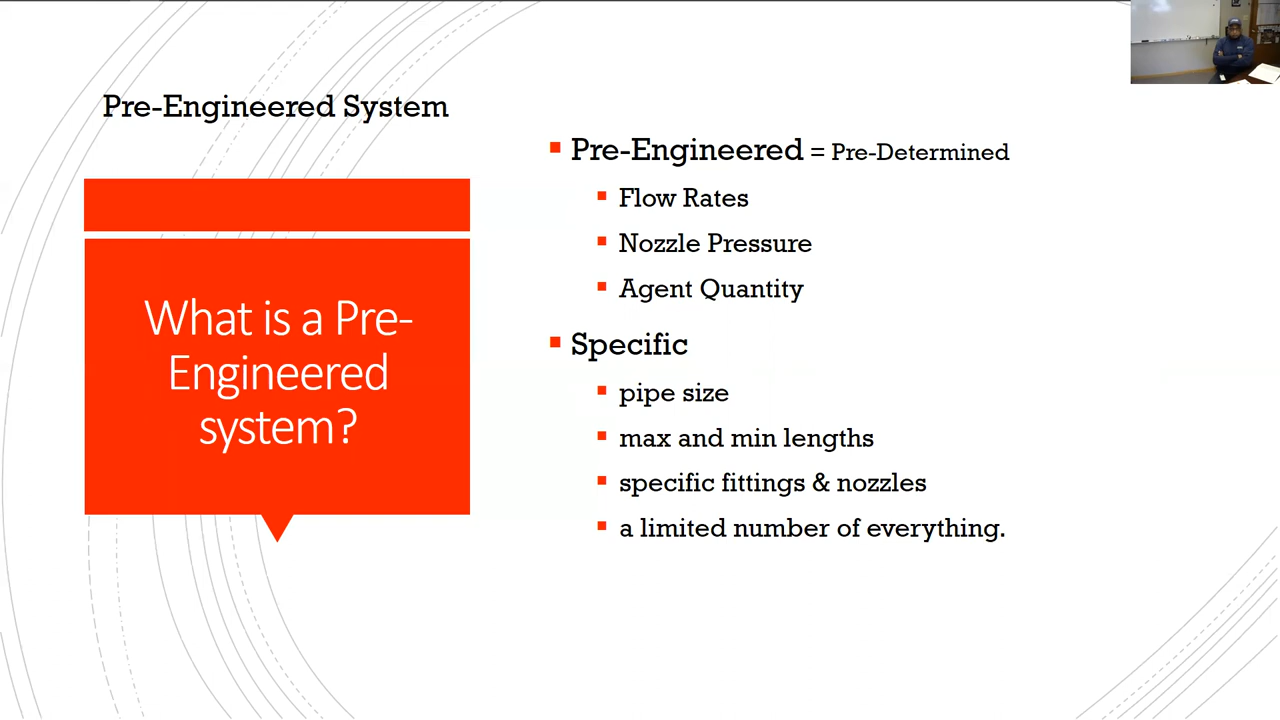 Pre-Engineered System
What is a Pre-
Engineered
system?
Pre-Engineered = Pre-Determined
Flow Rates
Nozzle Pressure
Agent Quantity
Specific
pipe size
max and min lengths
specific fittings & nozzles
a limited number of everything.